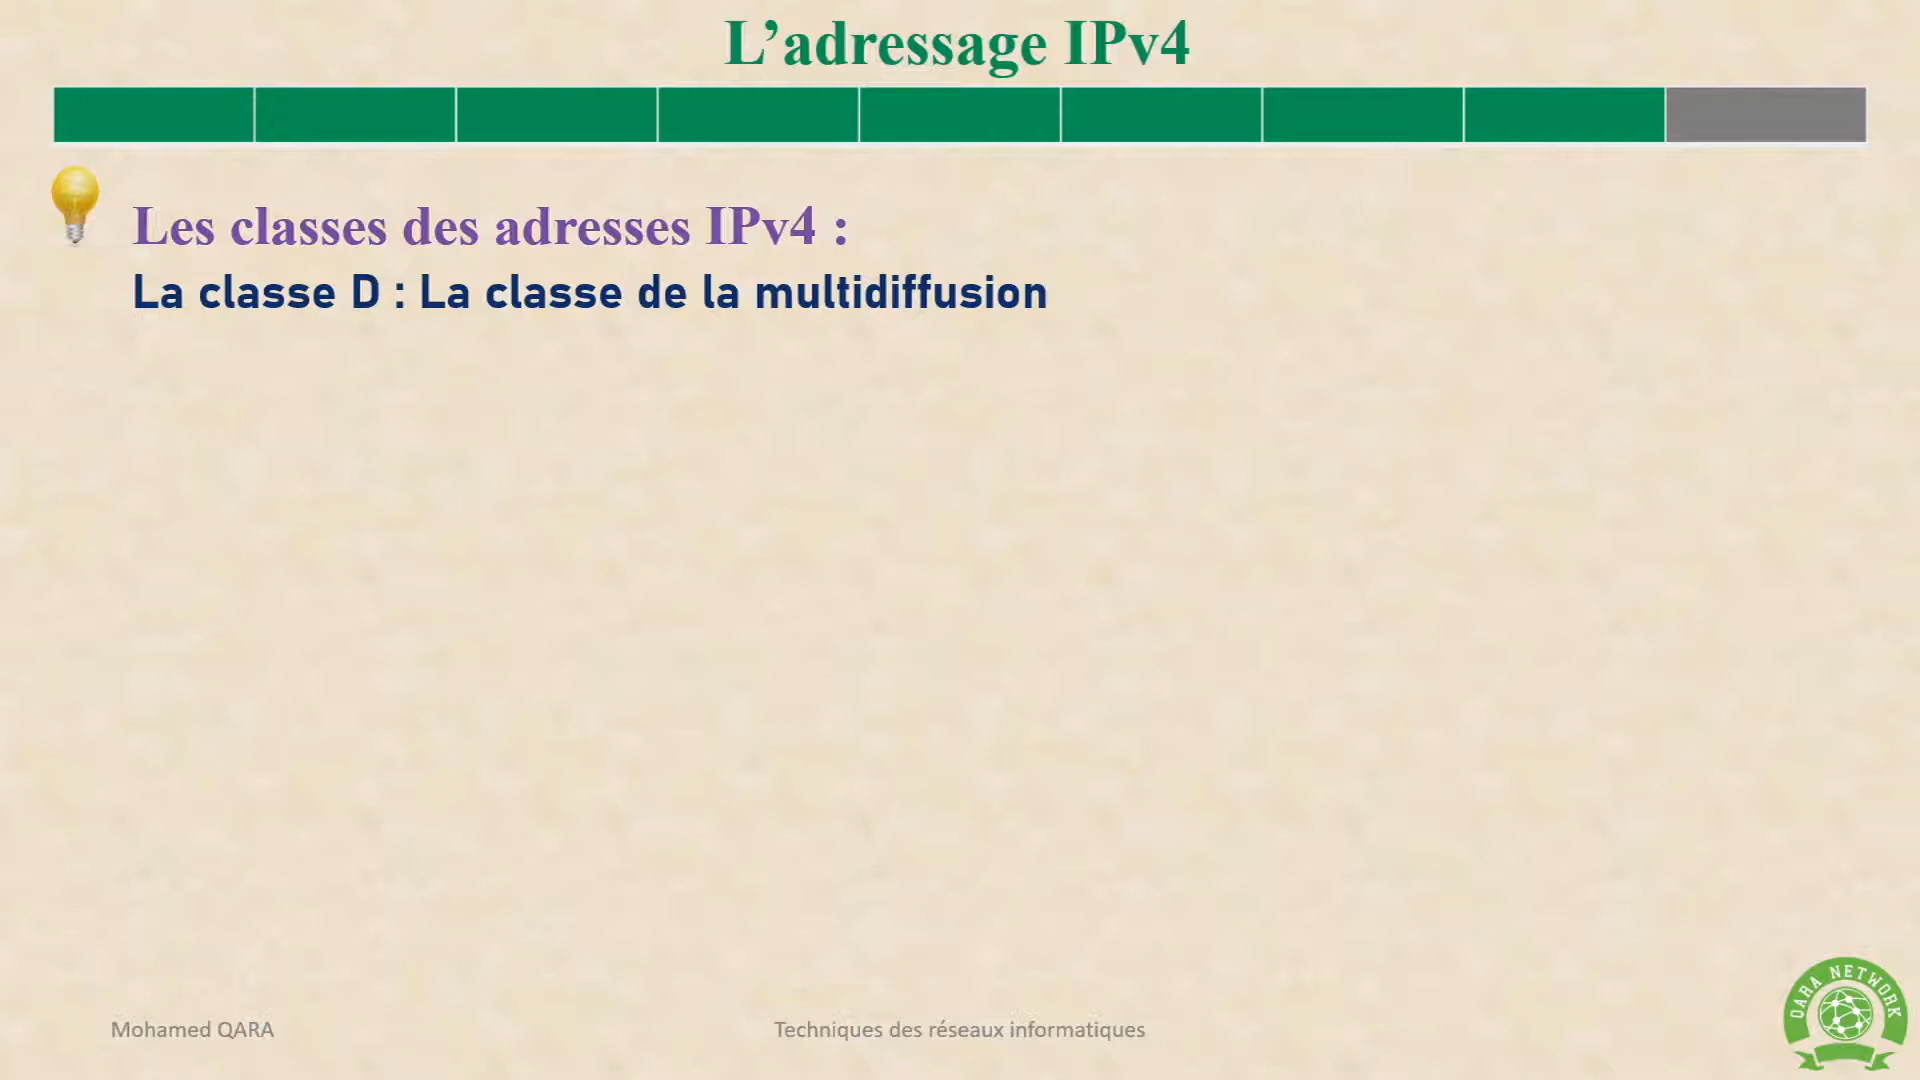 L’adressage IPv4
Les classes des adresses IPv4 :
La classe D : La classe de la multidiffusion
Mohamed QARA
Techniques des réseaux informatiques
QARA NETWORK